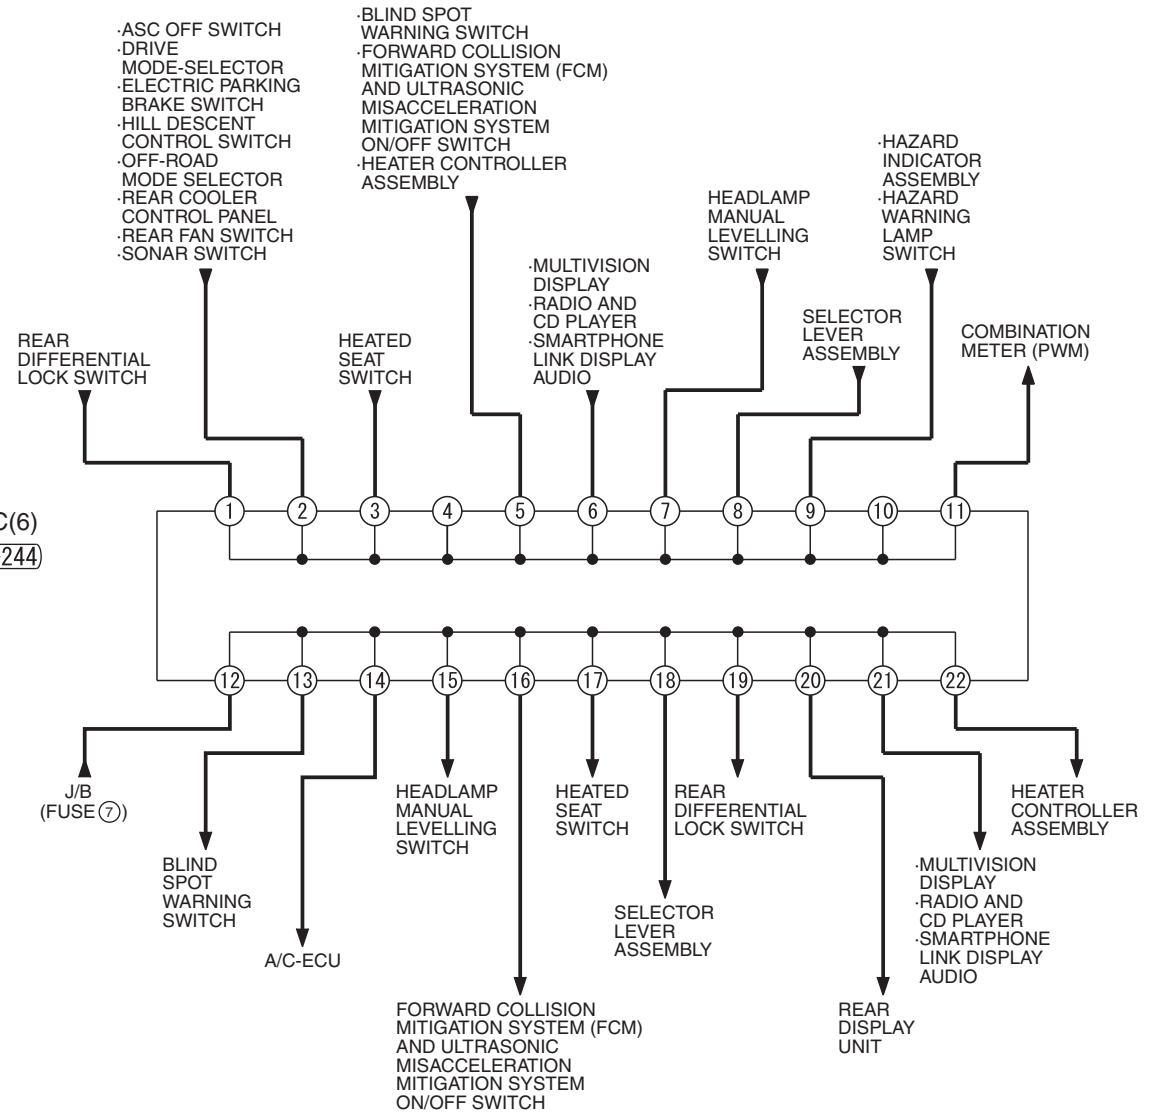 ·ASC OFF SWITCH
·DRIVE
MODE-SELECTOR
·ELECTRIC PARKING
BRAKE SWITCH
·HILL DESCENT
CONTROL SWITCH
·OFF-ROAD
MODE SELECTOR
·REAR COOLER
CONTROL PANEL
·REAR FAN SWITCH
·SONAR SWITCH
·BLIND SPOT
WARNING SWITCH
·FORWARD COLLISION
MITIGATION SYSTEM (FCM)
AND ULTRASONIC
MISACCELERATION
MITIGATION SYSTEM
ON/OFF SWITCH
·HEATER CONTROLLER
ASSEMBLY
·HAZARD
INDICATOR
ASSEMBLY
·HAZARD
WARNING
LAMP
SWITCH
HEADLAMP
MANUAL
LEVELLING
SWITCH
·MULTIVISION
DISPLAY
·RADIO AND
CD PLAYER
·SMARTPHONE
LINK DISPLAY
AUDIO
SELECTOR
LEVER
ASSEMBLY
COMBINATION
METER (PWM)
REAR
DIFFERENTIAL
LOCK SWITCH
HEATED
SEAT
SWITCH
1 2 3 4 5 6 7 8 9 10 11
C(6)
244
12 13 14 15 16 17 18 19 20 21 22
J/B
(FUSE 7)
HEADLAMP
MANUAL
LEVELLING
SWITCH
HEATED
SEAT
SWITCH
REAR
DIFFERENTIAL
LOCK SWITCH
HEATER
CONTROLLER
ASSEMBLY
BLIND
SPOT
WARNING
SWITCH
·MULTIVISION
DISPLAY
·RADIO AND
CD PLAYER
·SMARTPHONE
LINK DISPLAY
AUDIO
SELECTOR
LEVER
ASSEMBLY
A/C-ECU
FORWARD COLLISION
MITIGATION SYSTEM (FCM)
AND ULTRASONIC
MISACCELERATION
MITIGATION SYSTEM
ON/OFF SWITCH
REAR
DISPLAY
UNIT